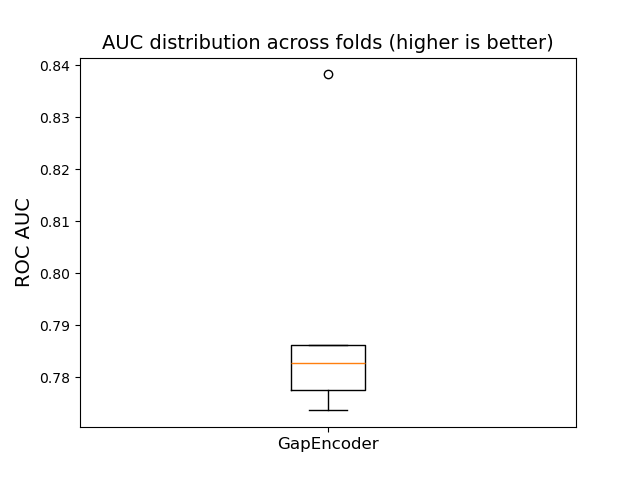 AUC distribution across folds (higher is better)
0.84
0.83
0.82
0.81
0.80
0.79
0.78
ROC AUC
GapEncoder